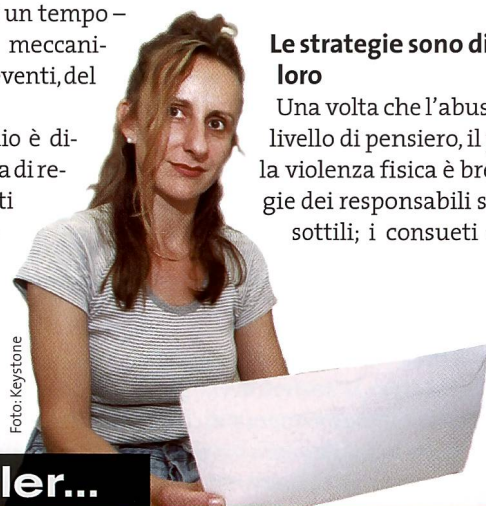 un tempo –
meccani-
venti, del
io è di-
a di re-
ti
Le strategie sono di
loro
Una volta che l'abus
livello di pensiero, il
la violenza fisica è bre
gie dei responsabili s
sottili; i consueti
Foto: Keystone
ler...